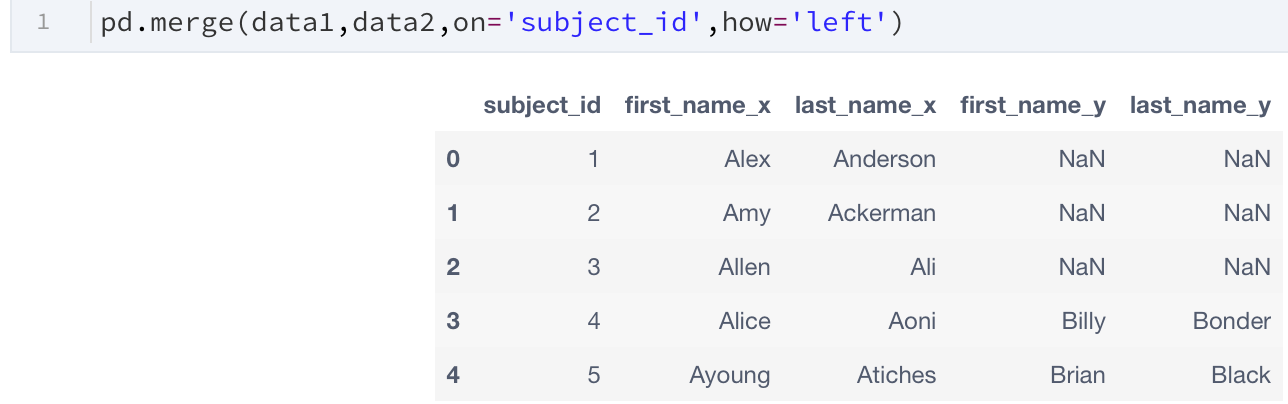 1 pd.merge(data1,data2,on='subject_id',how='left')
subject_id first_name_x last_name_x first_name_y last_name_y
0 1 Alex Anderson NaN NaN
1 2 Amy Ackerman NaN NaN
2 3 Allen Ali NaN NaN
3 4 Alice Aoni Billy Bonder
4 5 Ayoung Atiches Brian Black